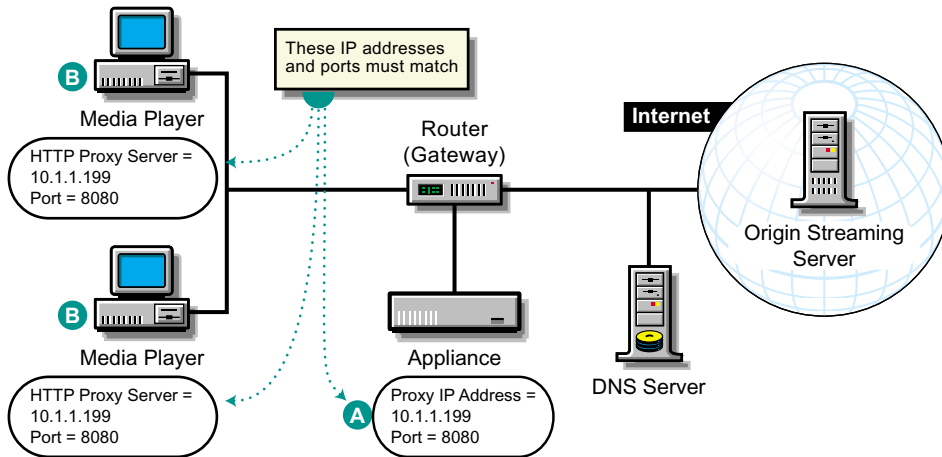 These IP addresses
and ports must match
B
Media Player
HTTP Proxy Server =
10.1.1.199
Port = 8080
Router
(Gateway)
Internet
Origin Streaming
Server
B
Media Player
HTTP Proxy Server =
10.1.1.199
Port = 8080
Appliance
A
Proxy IP Address =
10.1.1.199
Port = 8080
DNS Server